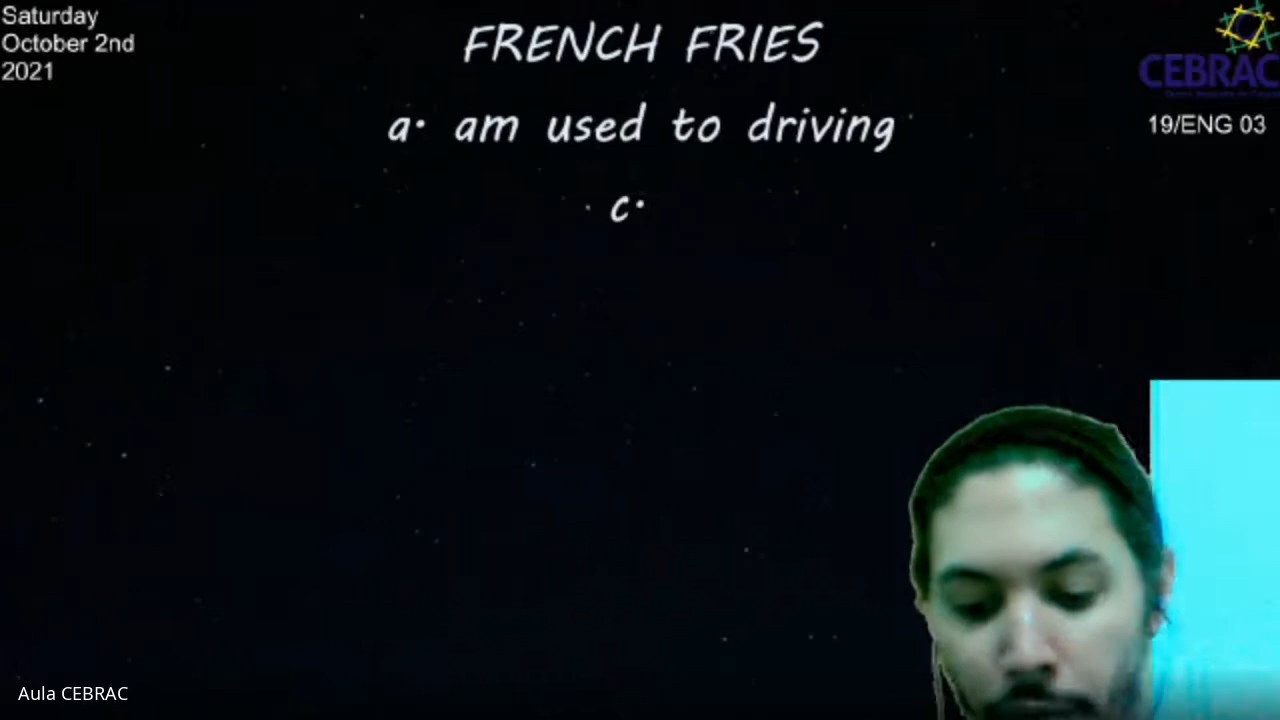 Saturday
October 2nd
2021
FRENCH FRIES
a. am used to driving
c.
CEBRAC
19/ENG 03
Aula CEBRAC